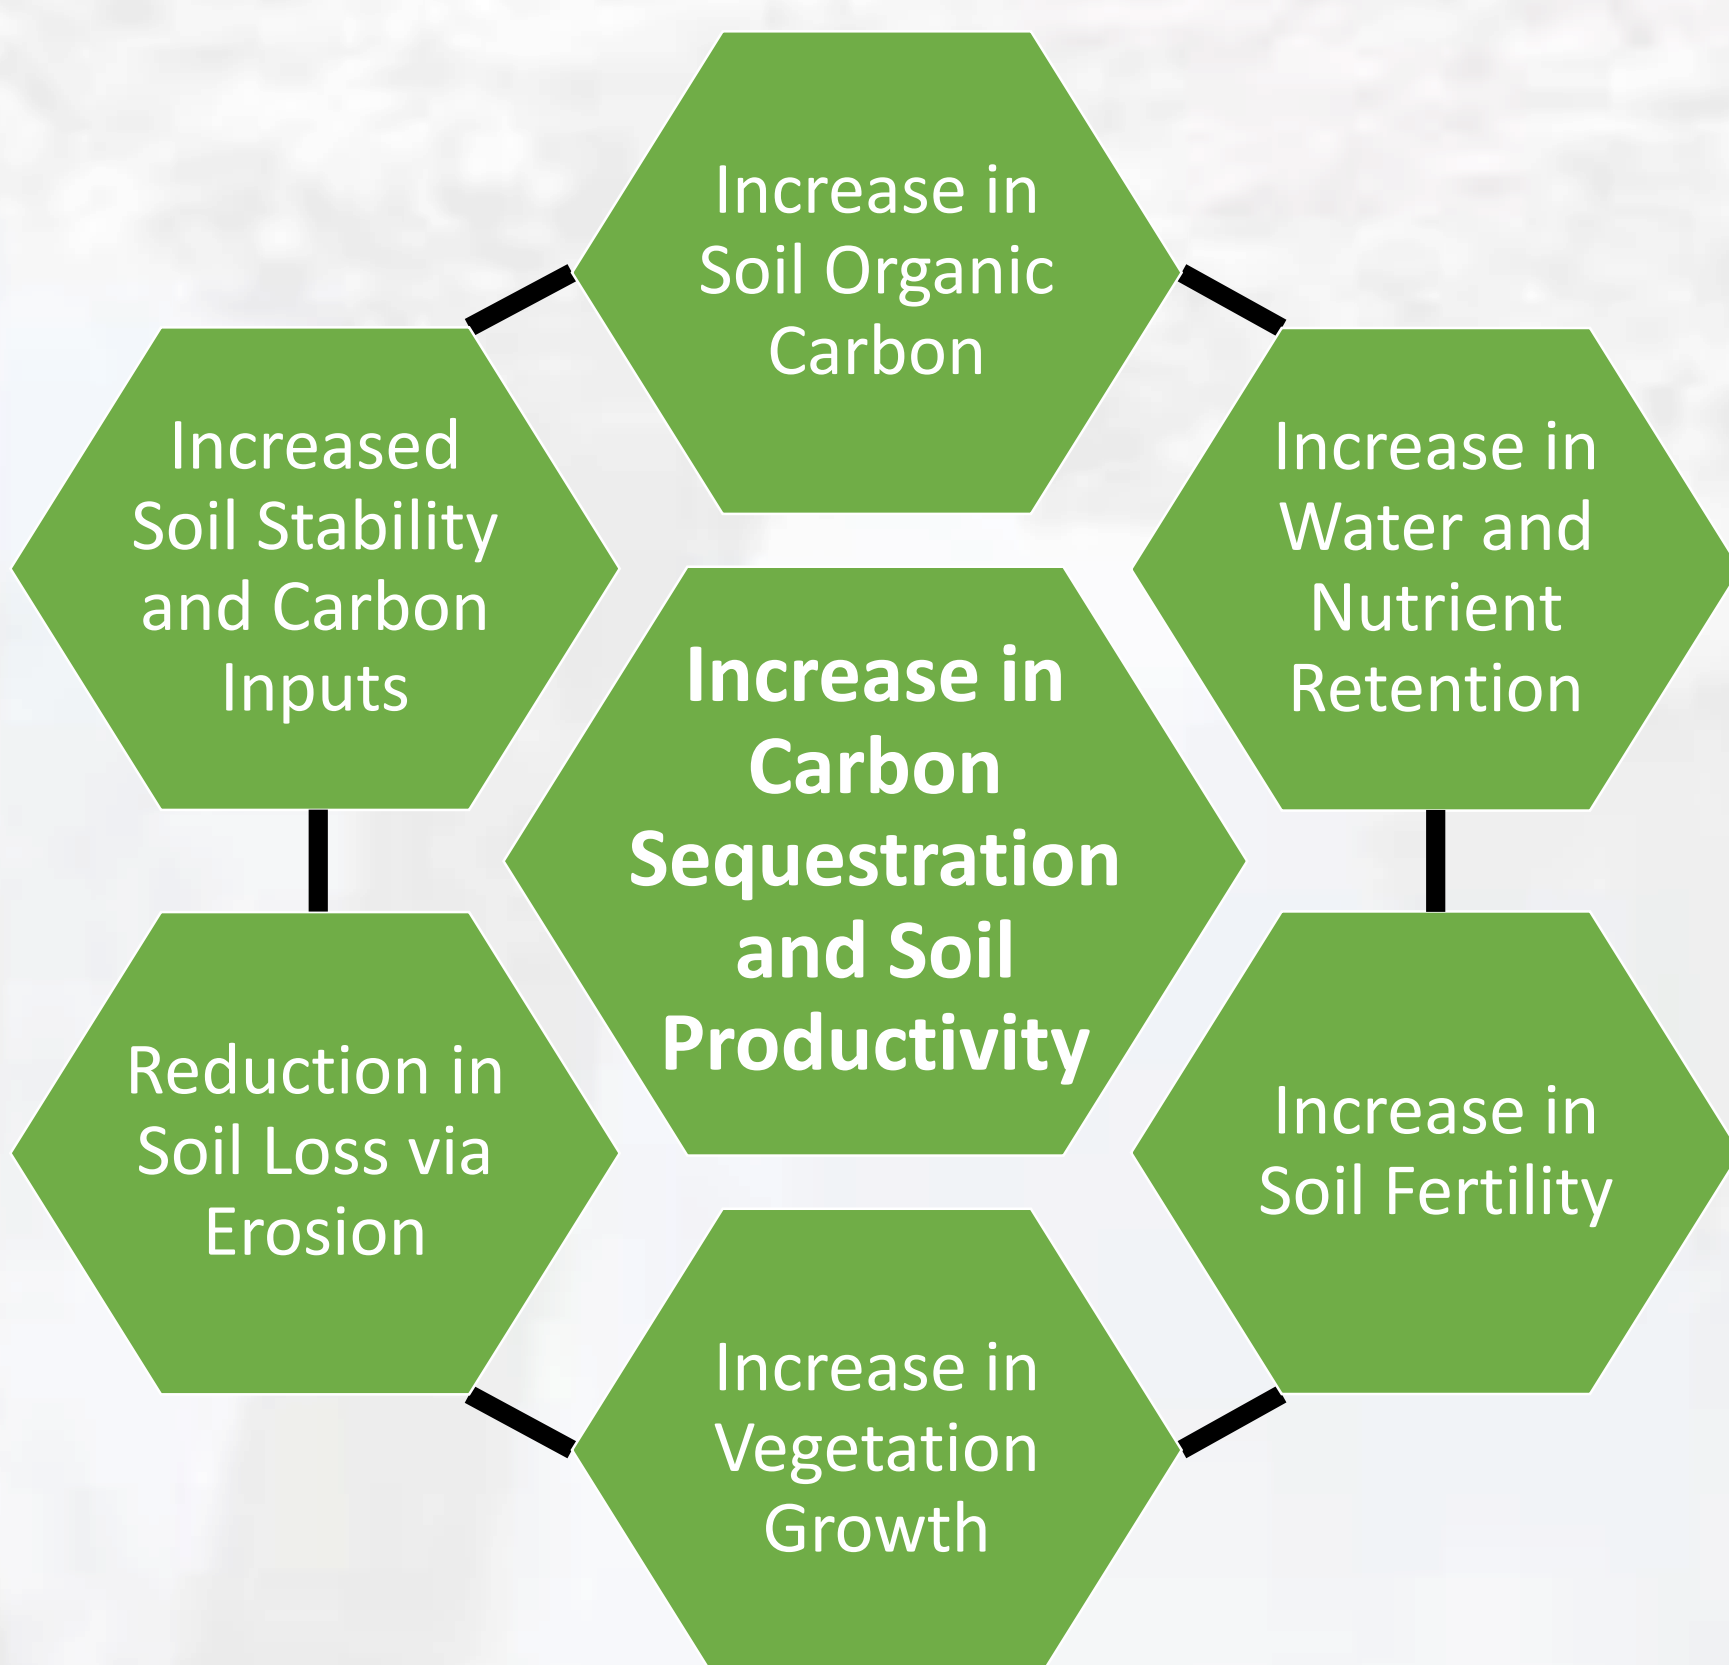 Increase in
Soil Organic
Carbon
Increase in
Water and
Nutrient
Retention
Increase in
Soil Fertility
Increase in
Vegetation
Growth
Reduction in
Soil Loss via
Erosion
Increased
Soil Stability
and Carbon
Inputs
Increase in
Carbon
Sequestration
and Soil
Productivity